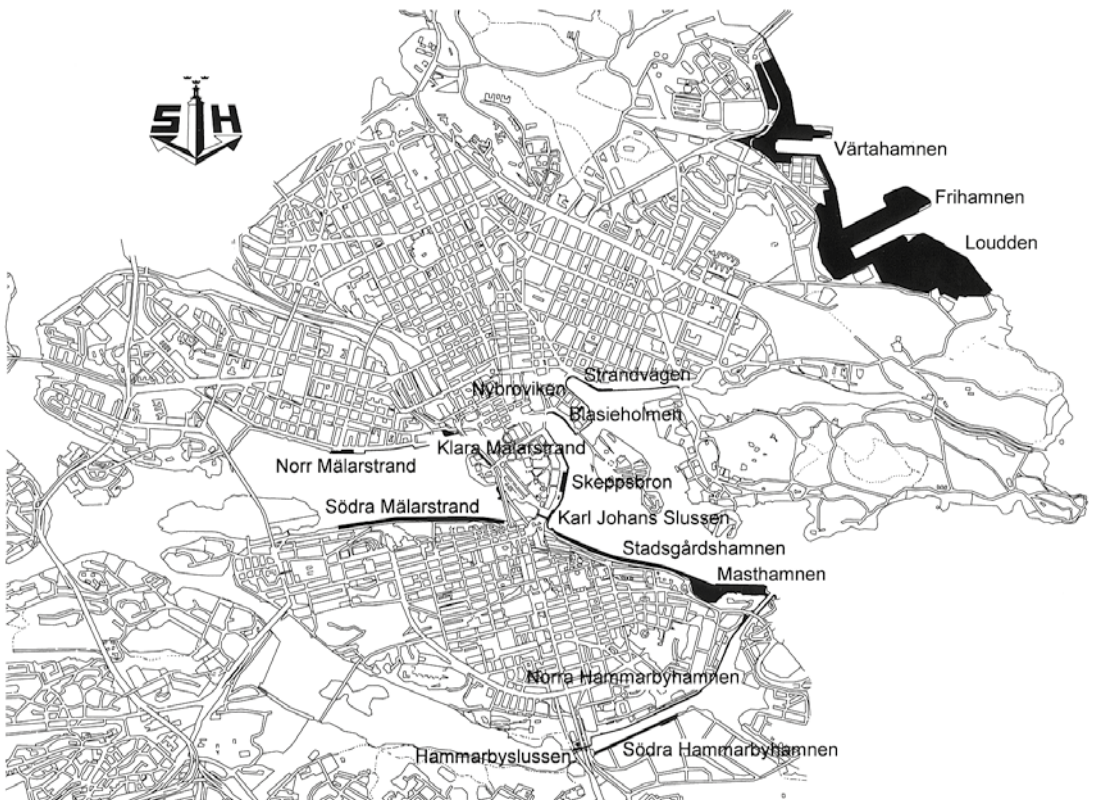 S H
Värtahamnen
Frihamnen
Loudden
Strandvägen
Nybroviken
Blasieholmen
Klara Mälarstrand
Norr Mälarstrand
Skeppsbron
Södra Mälarstrand
Karl Johans Slussen
Stadsgårdshamnen
Masthamnen
Norra Hammarbyhamnen
Södra Hammarbyhamnen
Hammarbyslussen